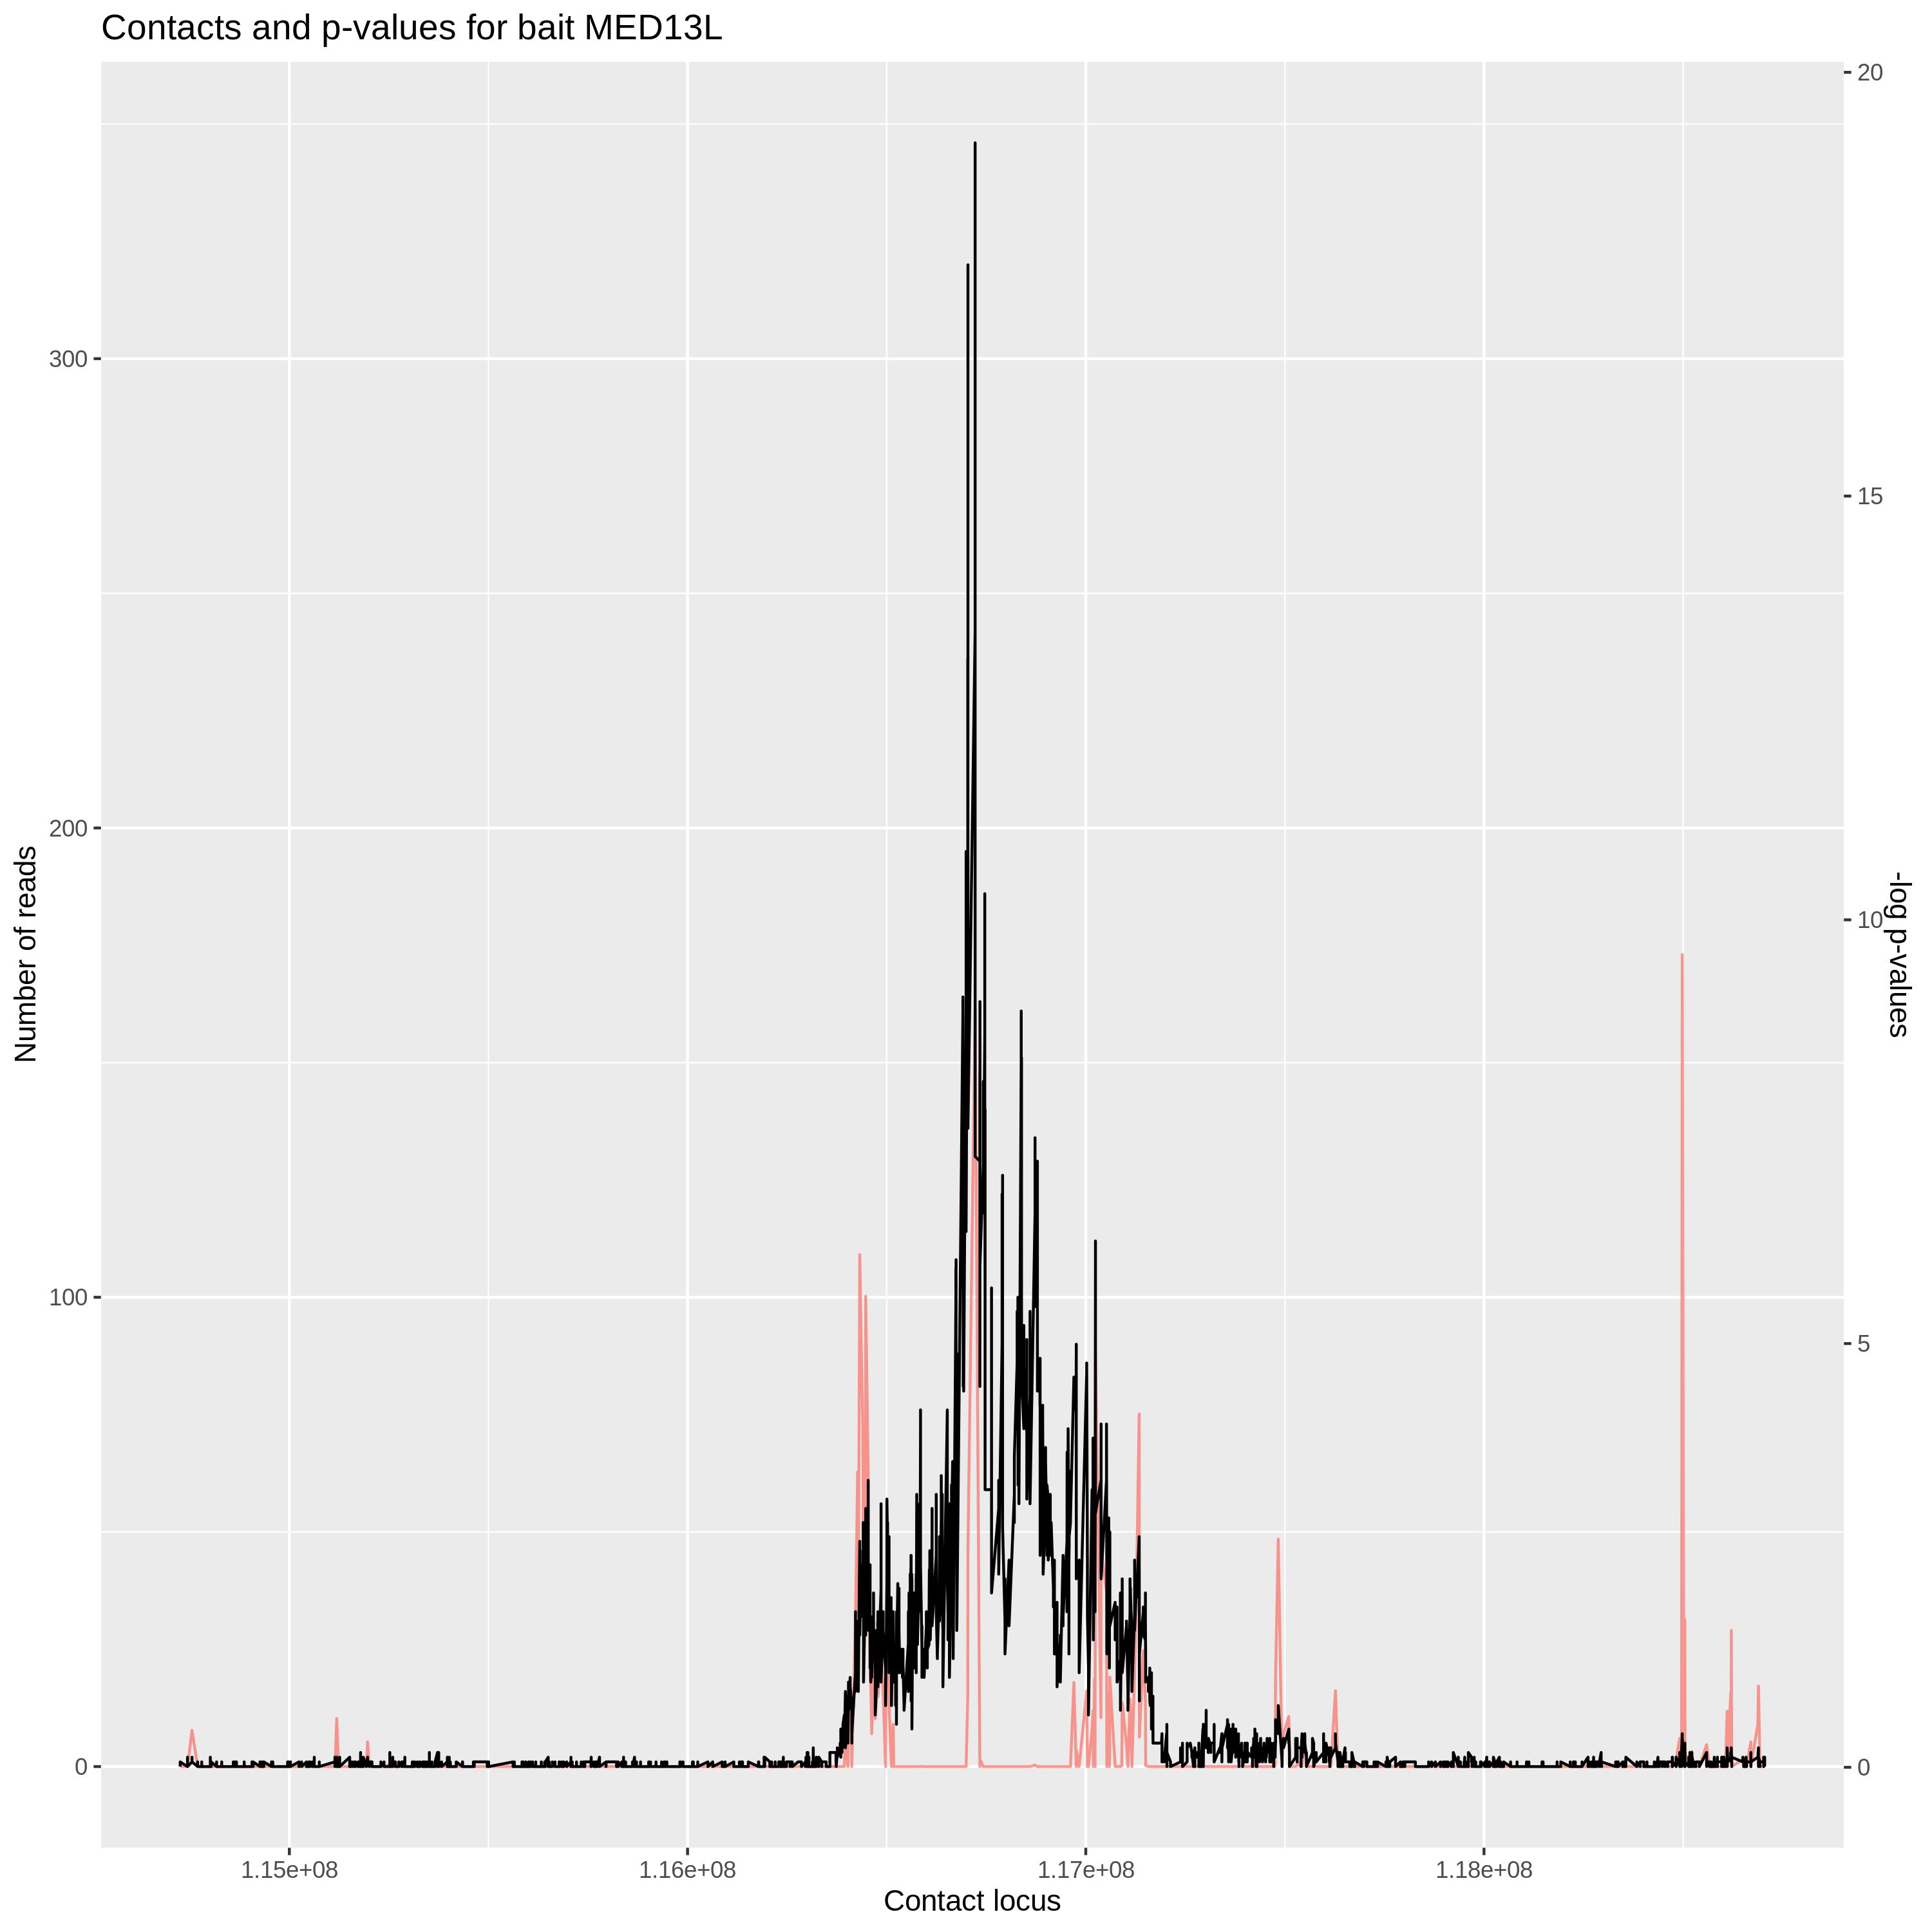 Contacts and p-values for bait MED13L
300
200
100
0
Number of reads
20
15
10
5
0
-log p-values
1.15e+08
1.16e+08
1.17e+08
1.18e+08
Contact locus